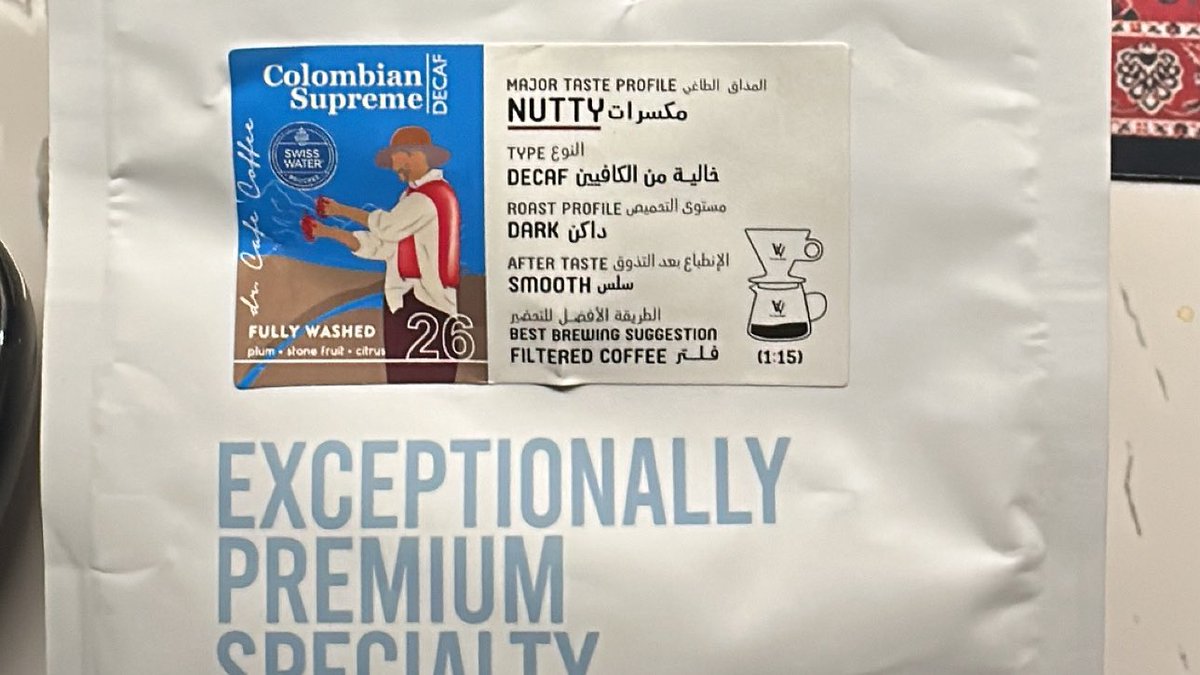 Colombian
Supreme
DECAF
SWISS
WATER
dr. Cafe Coffee
FULLY WASHED
plum • stone fruit • citrus
26
MAJOR TASTE PROFILE المذاق الطاغي
NUTTY مكسرات
TYPE النوع
DECAF خالية من الكافيين
ROAST PROFILE مستوى التحميص
DARK داكن
AFTER TASTE الإنطباع بعد التذوق
SMOOTH سلس
الطريقة الأفضل للتحضير
BEST BREWING SUGGESTION
FILTERED COFFEE فلتر
(1:15)
EXCEPTIONALLY
PREMIUM
SPECIALTY